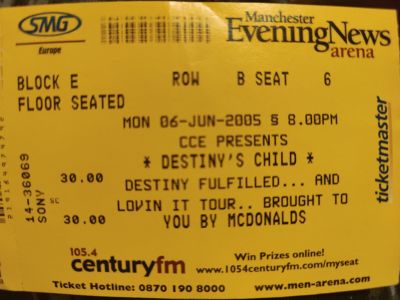 SMG
Europe
Manchester
Evening News
arena
BLOCK E ROW B SEAT 6
FLOOR SEATED
MON 06-JUN-2005 @ 8.00PM
CCE PRESENTS
* DESTINY'S CHILD *
30.00 DESTINY FULFILLED... AND
LOVIN IT TOUR.. BROUGHT TO
SC
30.00 YOU BY MCDONALDS
14-36069
SONY
ticketmaster
105.4
centuryfm
Win Prizes online!
www.1054centuryfm.com/myseat
Ticket Hotline: 0870 190 8000 www.men-arena.com